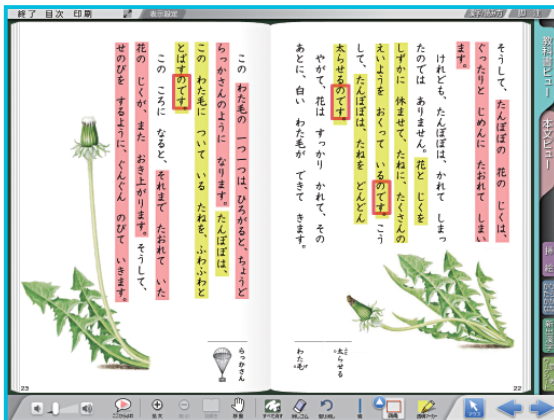 終了 目次 印刷
表示設定
そうして、たんぽぽの 花の じくは、
ぐったりと じめんに たおれて しまい
ます。
けれども、たんぽぽは、かれて しまっ
たのでは ありません。花と じくを
しずかに 休ませて、たねに、たくさんの
えいようを おくって いるのです。こう
して、たんぽぽは、たねを どんどん
太らせるのです。
やがて、花は すっかり かれて、その
あとに、白い わた毛が できて きます。
太らせる
わた毛
22
この わた毛の 一つ一つは、ひろがると、ちょうど
らっかさんのように なります。たんぽぽは、
この わた毛に ついて いる たねを、ふわふわと
とばすのです。
この ころに なると、それまで たおれて いた
花の じくが、また おき上がります。そうして、
せのびを するように、ぐんぐん のびて いきます。
らっかさん
23
教科書ビュー
本文ビュー
挿絵